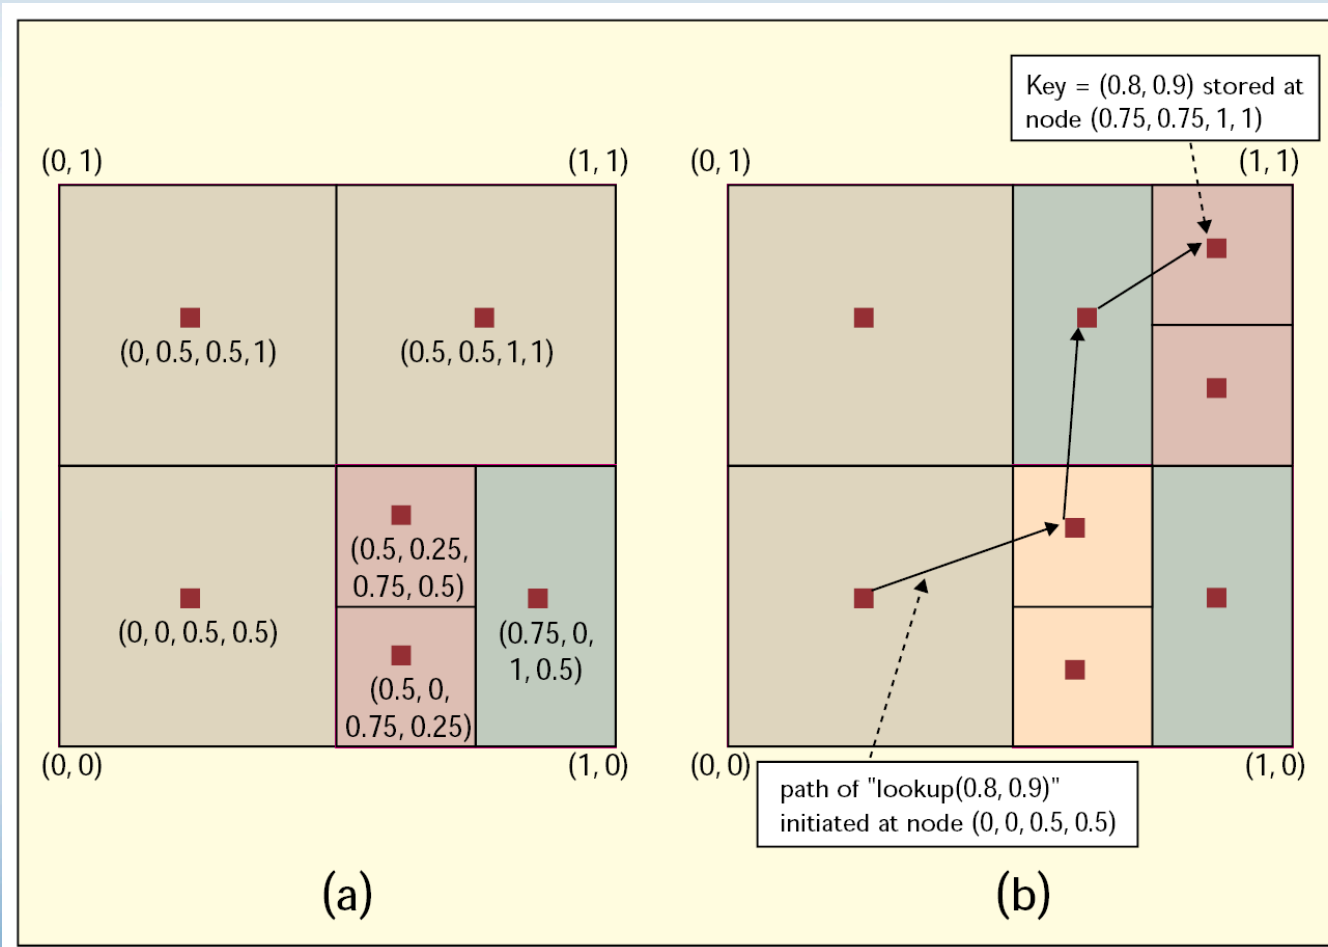 (0, 1)
(1, 1)
(0, 0.5, 0.5, 1)
(0.5, 0.5, 1, 1)
(0, 0, 0.5, 0.5)
(0.5, 0.25,
0.75, 0.5)
(0.5, 0,
0.75, 0.25)
(0.75, 0,
1, 0.5)
(0, 0)
(1, 0)
(a)
Key = (0.8, 0.9) stored at
node (0.75, 0.75, 1, 1)
(0, 1)
(1, 1)
(0, 0)
(1, 0)
path of "lookup(0.8, 0.9)"
initiated at node (0, 0, 0.5, 0.5)
(b)